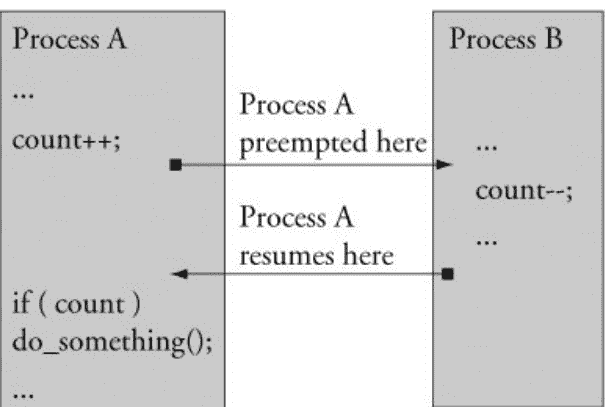 Process A
...
count++;
Process A
preempted here
Process A
resumes here
if ( count )
do_something();
...
Process B
...
count--;
...